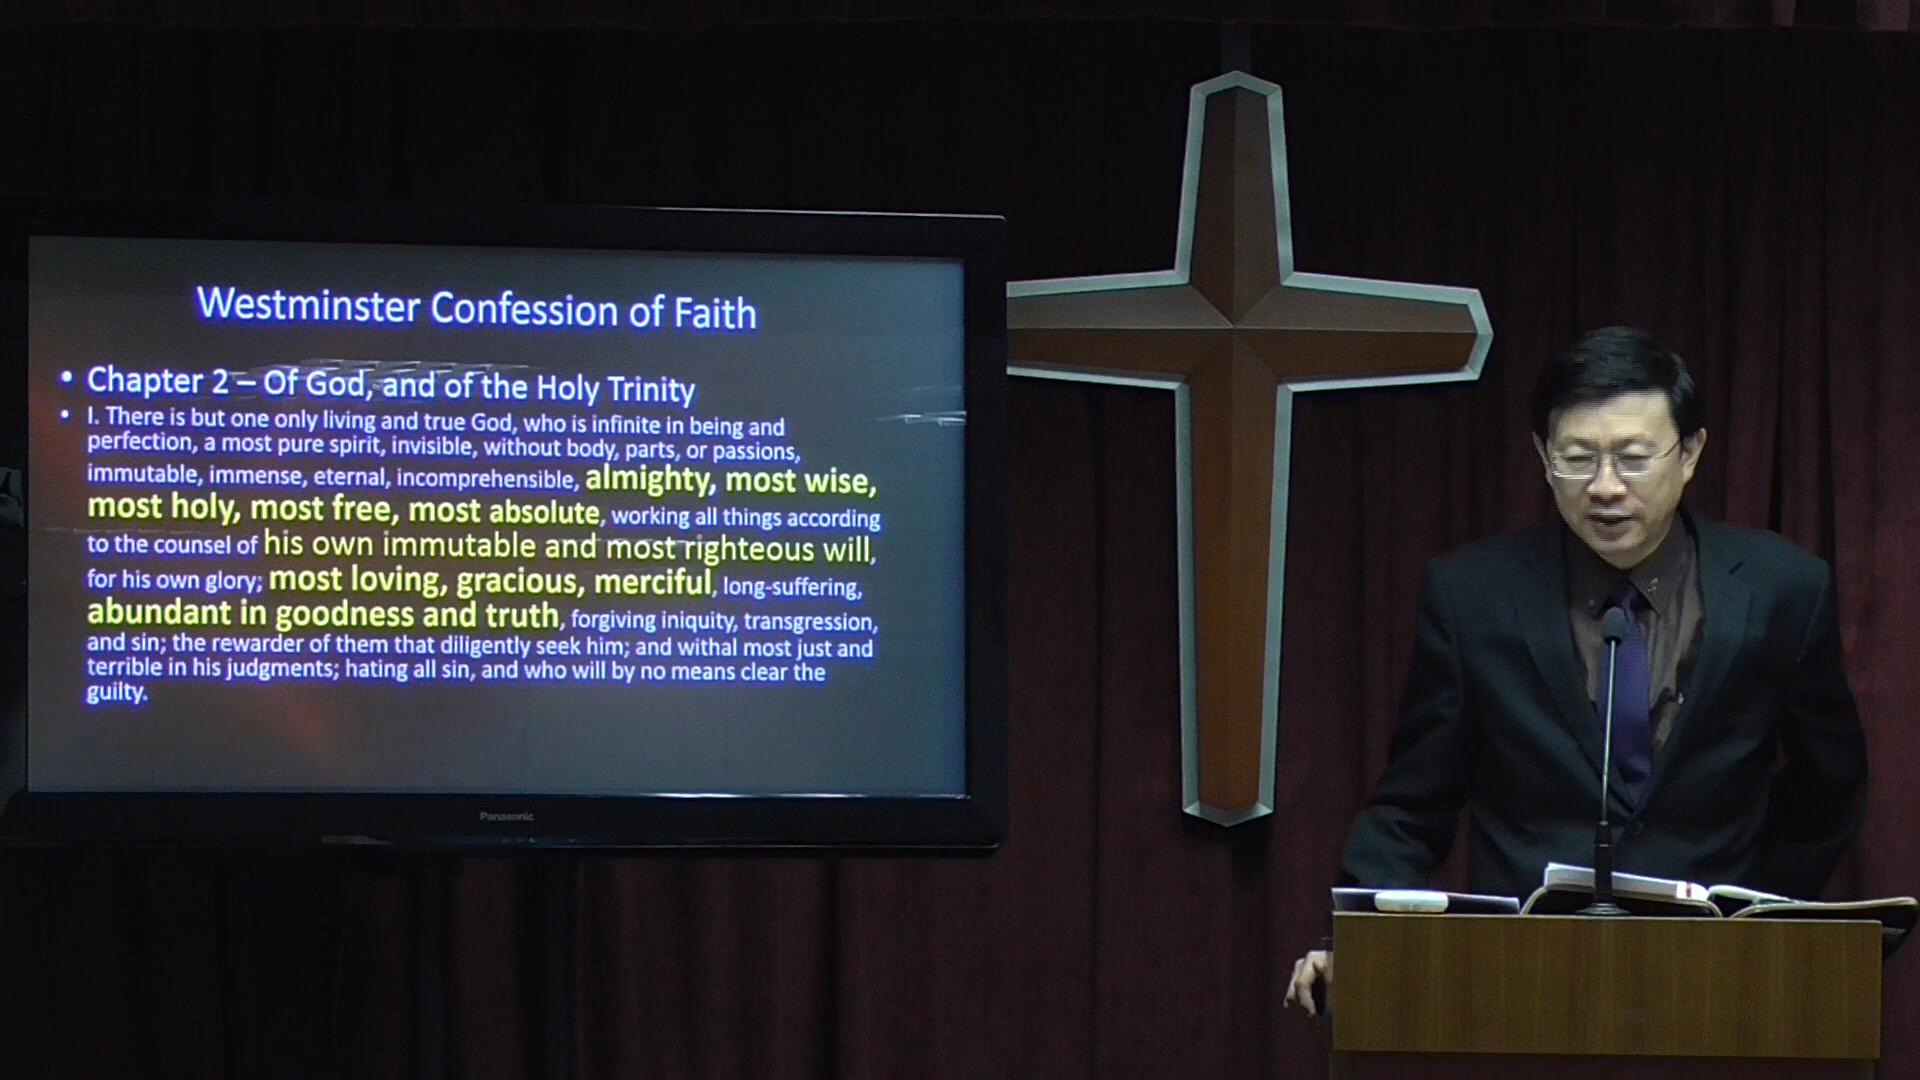 Westminster Confession of Faith
• Chapter 2 – Of God, and of the Holy Trinity
• I. There is but one only living and true God, who is infinite in being and
perfection, a most pure spirit, invisible, without body, parts, or passions,
immutable, immense, eternal, incomprehensible, almighty, most wise,
most holy, most free, most absolute, working all things according
to the counsel of his own immutable and most righteous will,
for his own glory; most loving, gracious, merciful, long-suffering,
abundant in goodness and truth, forgiving iniquity, transgression,
and sin; the rewarder of them that diligently seek him; and withal most just and
terrible in his judgments; hating all sin, and who will by no means clear the
guilty.
Panasonic